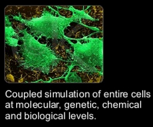 Coupled simulation of entire cells
at molecular, genetic, chemical
and biological levels.